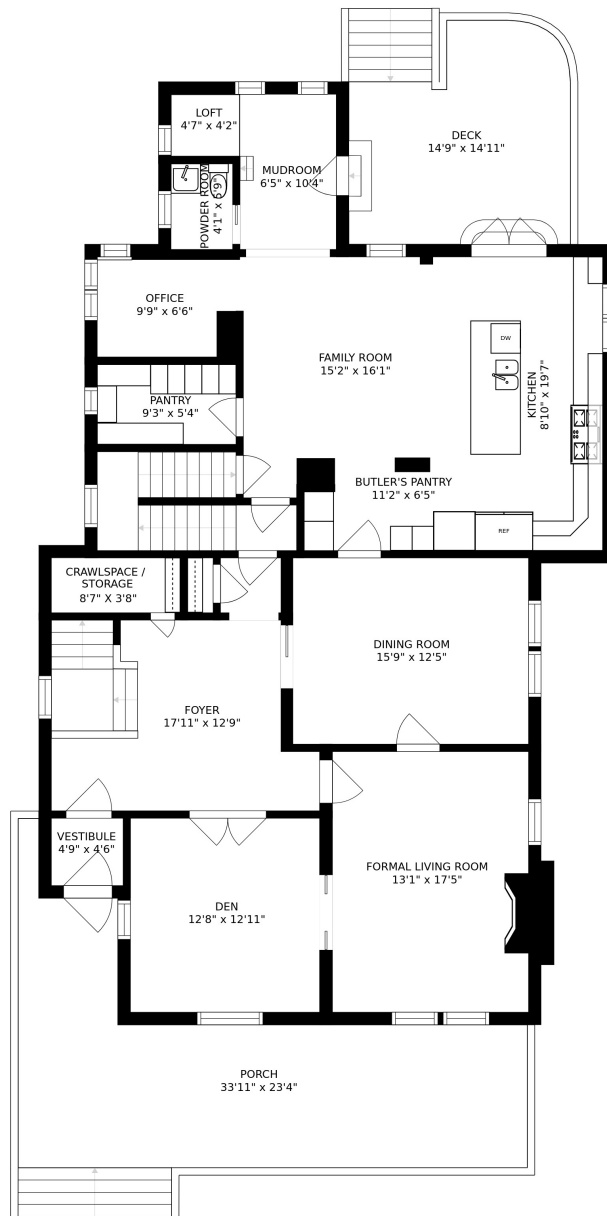 LOFT
4'7" x 4'2"
DECK
14'9" x 14'11"
MUDROOM
6'5" x 10'4"
POWDER ROOM
4'1" x 5'9"
OFFICE
9'9" x 6'6"
FAMILY ROOM
15'2" x 16'1"
DW
KITCHEN
8'10" x 19'7"
PANTRY
9'3" x 5'4"
BUTLER'S PANTRY
11'2" x 6'5"
REF
CRAWLSPACE /
STORAGE
8'7" X 3'8"
DINING ROOM
15'9" x 12'5"
FOYER
17'11" x 12'9"
VESTIBULE
4'9" x 4'6"
FORMAL LIVING ROOM
13'1" x 17'5"
DEN
12'8" x 12'11"
PORCH
33'11" x 23'4"